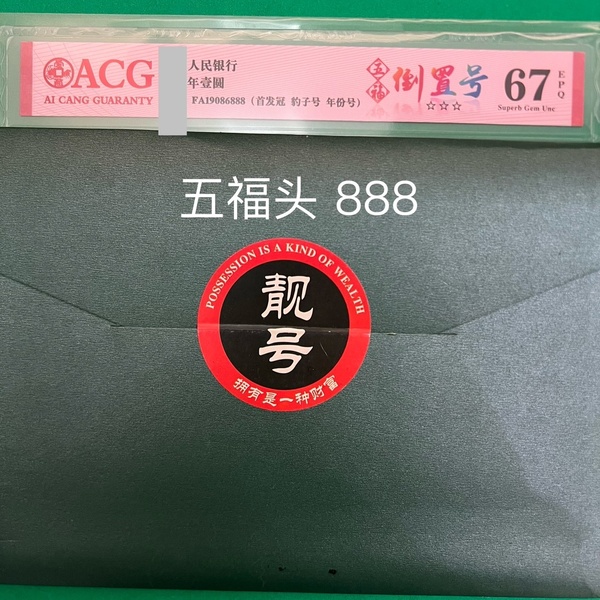 ACG
AI CANG GUARANTY
人民银行
年壹圆
FA19086888（首发冠 豹子号 年份号）
五福
倒置号
☆☆☆
67
EPQ
Superb Gem Unc
五福头 888
POSSESSION IS A KIND OF WEALTH
靓号
拥有是一种财富